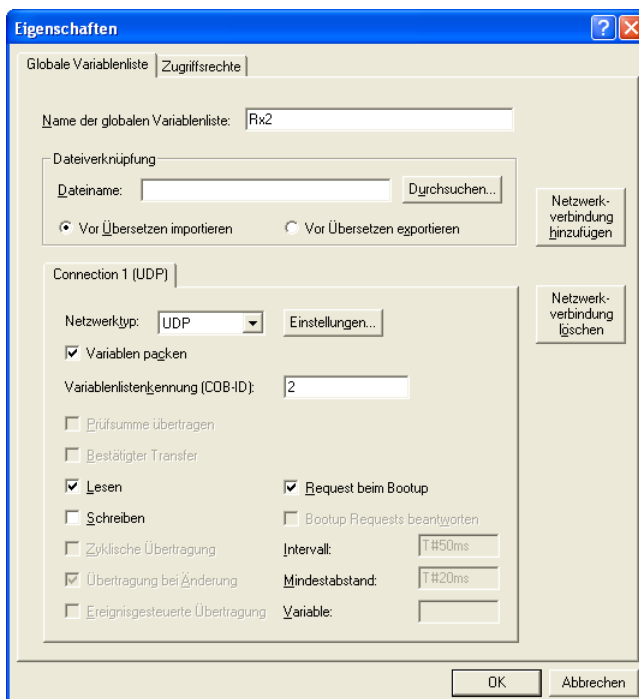 Eigenschaften
Globale Variablenliste Zugriffsrechte
Name der globalen Variablenliste: Rx2
Dateiverknüpfung
Dateiname: Durchsuchen...
Vor Übersetzen importieren Vor Übersetzen exportieren
Netzwerk-
verbindung
hinzufügen
Connection 1 (UDP)
Netzwerk-
verbindung
löschen
Netzwerktyp: UDP Einstellungen...
Variablen packen
Variablenlistenkennung (COB-ID): 2
Prüfsumme übertragen
Bestätigter Transfer
Lesen Request beim Bootup
Schreiben Bootup Requests beantworten
Zyklische Übertragung Intervall: T#50ms
Übertragung bei Änderung Mindestabstand: T#20ms
Ereignisgesteuerte Übertragung Variable:
OK Abbrechen